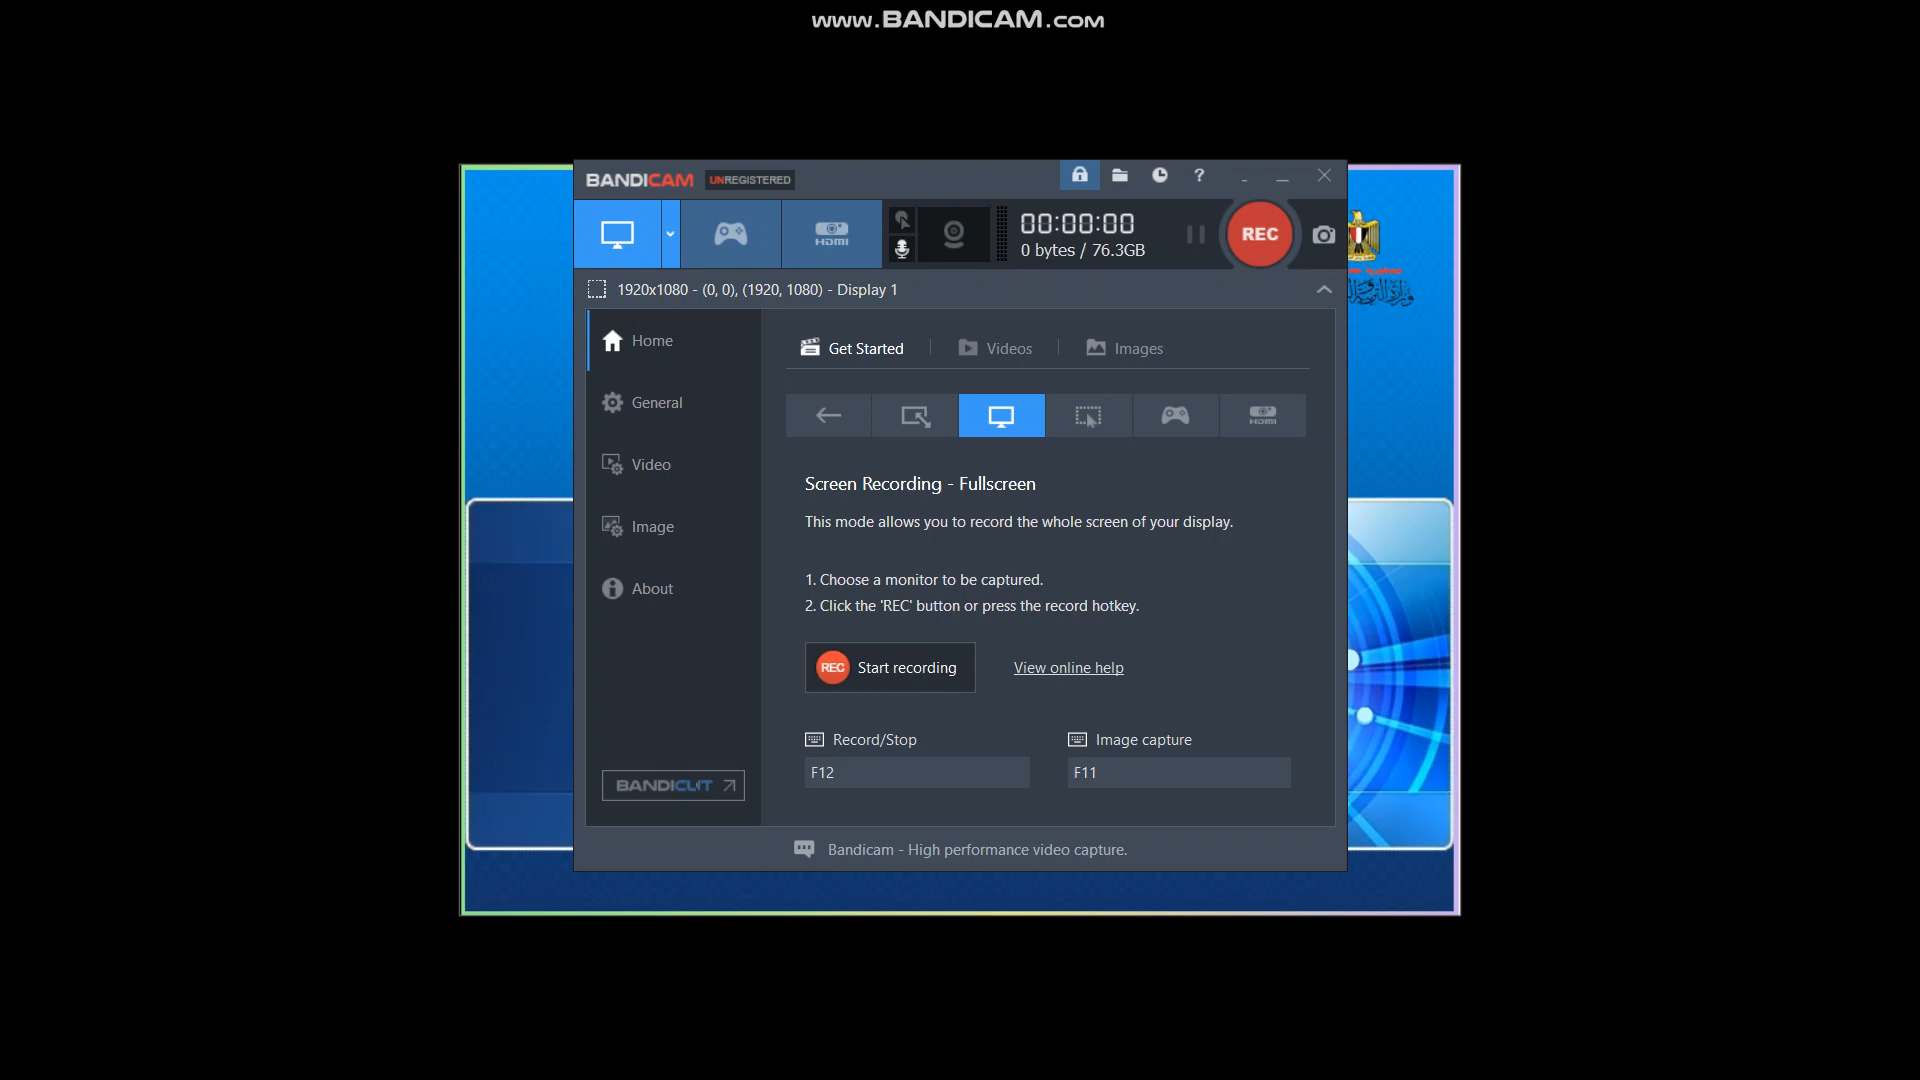 www.BANDICAM.COM
BANDICAM UNREGISTERED
00:00:00
0 bytes / 76.3GB
REC
HDMI
1920x1080 - (0, 0), (1920, 1080) - Display 1
Home
General
Video
Image
About
BANDICUT
Get Started
Videos
Images
HDMI
Screen Recording - Fullscreen
This mode allows you to record the whole screen of your display.
1. Choose a monitor to be captured.
2. Click the 'REC' button or press the record hotkey.
REC Start recording
View online help
Record/Stop
Image capture
F12
F11
Bandicam - High performance video capture.